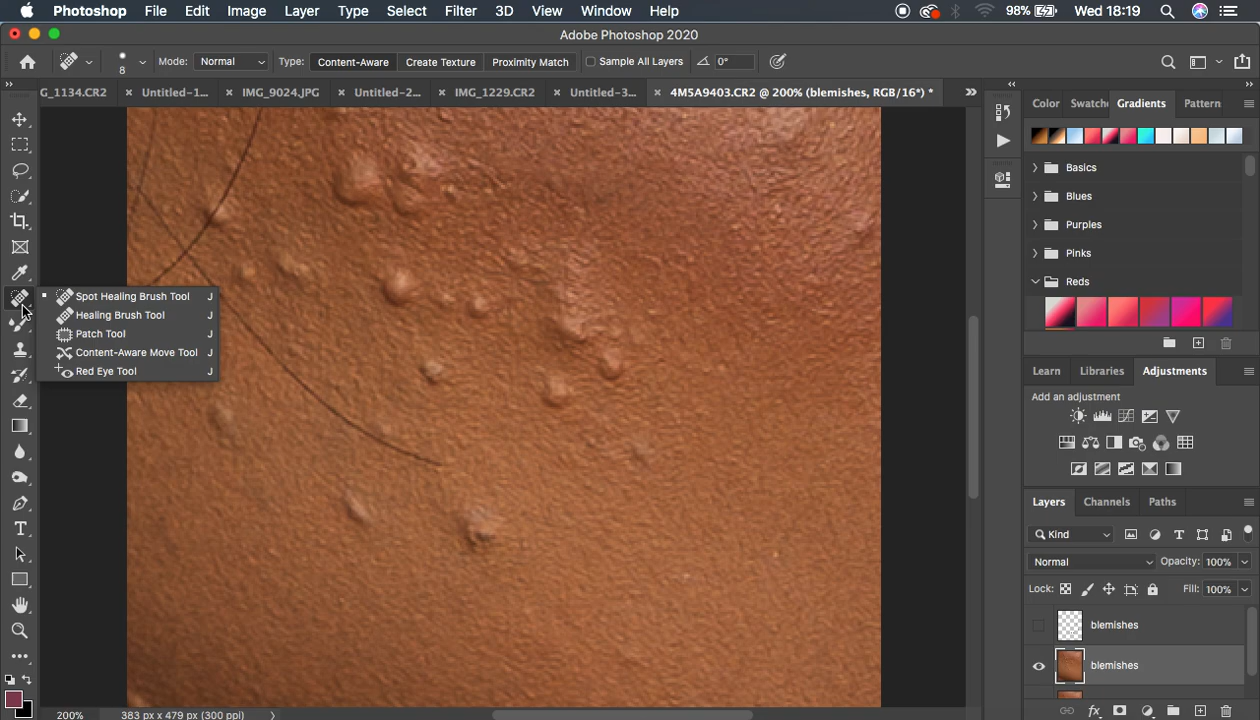 Photoshop File Edit Image Layer Type Select Filter 3D View Window Help 98% Wed 18:19
Adobe Photoshop 2020
8 Mode: Normal Type: Content-Aware Create Texture Proximity Match Sample All Layers 0°
G_1134.CR2 Untitled-1... IMG_9024.JPG Untitled-2... IMG_1229.CR2 Untitled-3... 4M5A9403.CR2 @ 200% (blemishes, RGB/16*) *
Color Swatche Gradients Pattern
Basics
Blues
Purples
Pinks
Reds
Spot Healing Brush Tool J
Healing Brush Tool J
Patch Tool J
Content-Aware Move Tool J
Red Eye Tool J
Learn Libraries Adjustments
Add an adjustment
Layers Channels Paths
Kind
Normal Opacity: 100%
Lock: Fill: 100%
blemishes
blemishes
200% 383 px x 479 px (300 ppi)